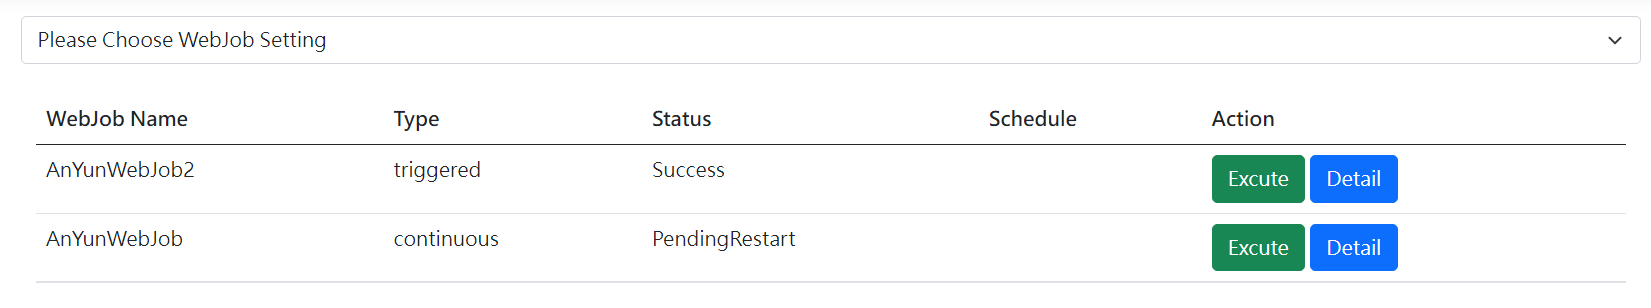 Please Choose WebJob Setting
WebJob Name Type Status Schedule Action
AnYunWebJob2 triggered Success Excute Detail
AnYunWebJob continuous PendingRestart Excute Detail